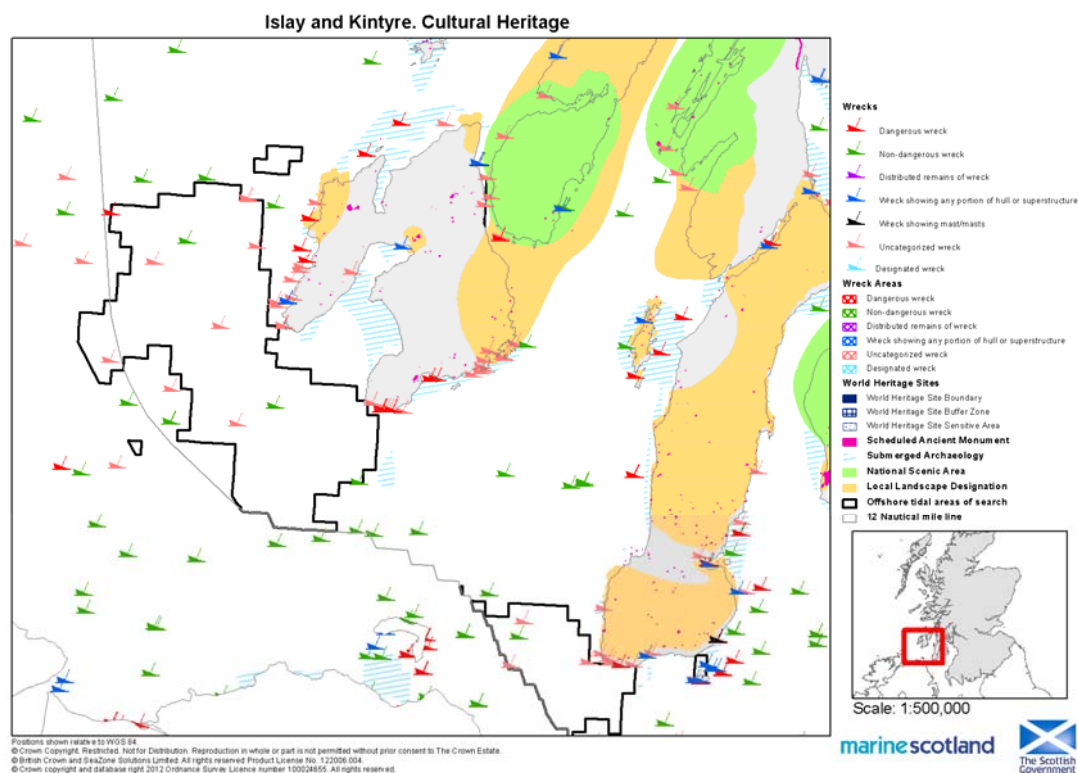 Islay and Kintyre. Cultural Heritage
Wrecks
Dangerous wreck
Non-dangerous wreck
Distributed remains of wreck
Wreck showing any portion of hull or superstructure
Wreck showing mast/masts
Uncategorized wreck
Designated wreck
Wreck Areas
Dangerous wreck
Non-dangerous wreck
Distributed remains of wreck
Wreck showing any portion of hull or superstructure
Uncategorized wreck
Designated wreck
World Heritage Sites
World Heritage Site Boundary
World Heritage Site Buffer Zone
World Heritage Site Sensitive Area
Scheduled Ancient Monument
Submerged Archaeology
National Scenic Area
Local Landscape Designation
Offshore tidal areas of search
12 Nautical mile line
Scale: 1:500,000
marinescotland
The Scottish
Government
Positions shown relative to WGS 84.
© Crown Copyright. Restricted. Not for Distribution. Reproduction in whole or part is not permitted without prior consent to The Crown Estate.
© British Crown and SeaZone Solutions Limited. All rights reserved Product License No. 122006.004.
© Crown copyright and database right 2012 Ordnance Survey Licence number 100024655. All rights reserved.